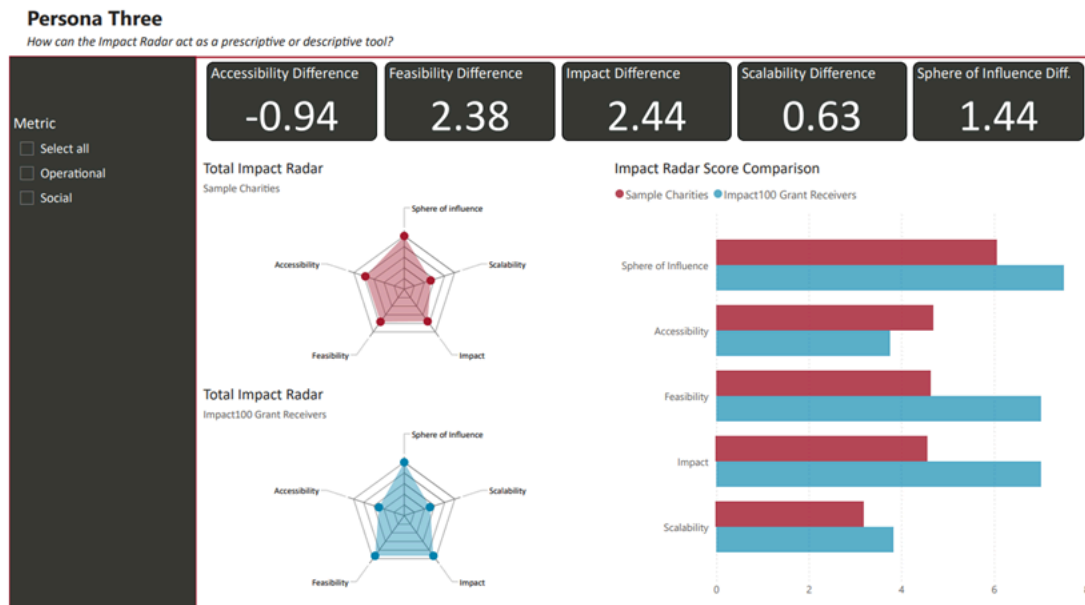 Persona Three
How can the Impact Radar act as a prescriptive or descriptive tool?
Accessibility Difference
-0.94
Feasibility Difference
2.38
Impact Difference
2.44
Scalability Difference
0.63
Sphere of Influence Diff.
1.44
Metric
Select all
Operational
Social
Total Impact Radar
Sample Charities
Sphere of influence
Accessibility
Scalability
Feasibility
Impact
Total Impact Radar
Impact100 Grant Receivers
Sphere of Influence
Accessibility
Scalability
Feasibility
Impact
Impact Radar Score Comparison
Sample Charities Impact100 Grant Receivers
Sphere of Influence
Accessibility
Feasibility
Impact
Scalability
0 2 4 6 8